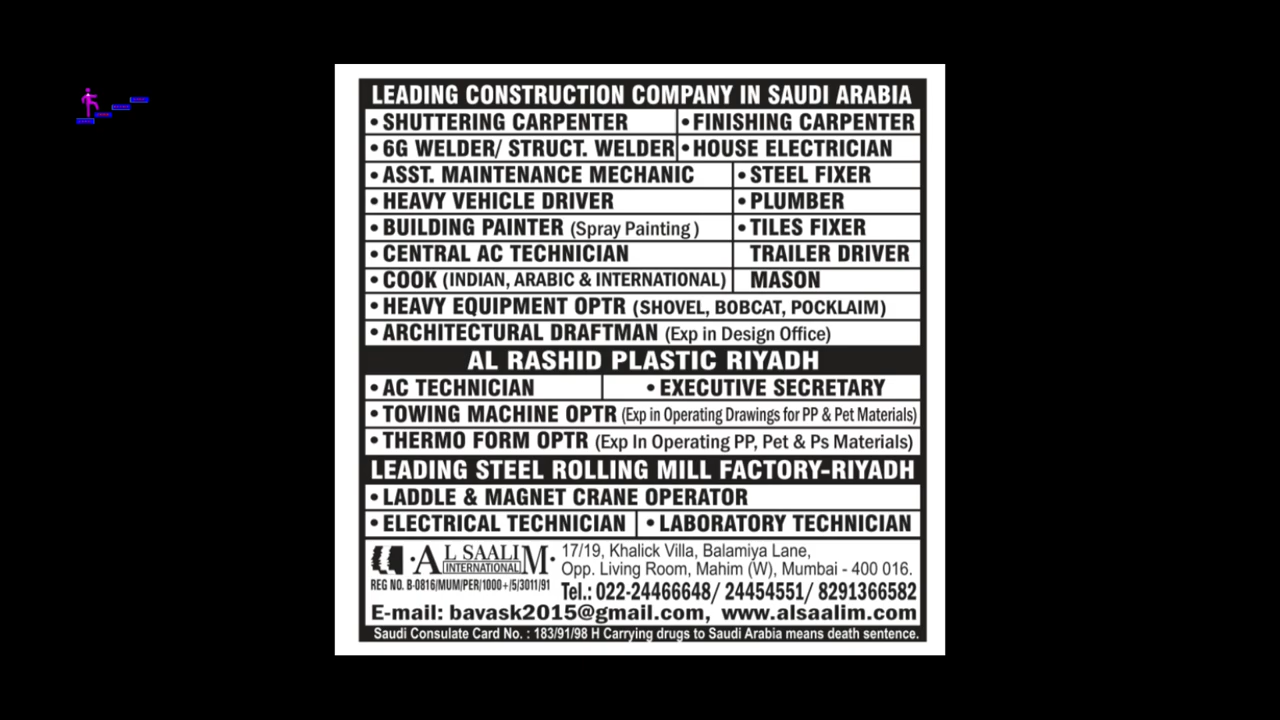 LEADING CONSTRUCTION COMPANY IN SAUDI ARABIA
• SHUTTERING CARPENTER • FINISHING CARPENTER
• 6G WELDER/ STRUCT. WELDER • HOUSE ELECTRICIAN
• ASST. MAINTENANCE MECHANIC • STEEL FIXER
• HEAVY VEHICLE DRIVER • PLUMBER
• BUILDING PAINTER (Spray Painting ) • TILES FIXER
• CENTRAL AC TECHNICIAN TRAILER DRIVER
• COOK (INDIAN, ARABIC & INTERNATIONAL) MASON
• HEAVY EQUIPMENT OPTR (SHOVEL, BOBCAT, POCKLAIM)
• ARCHITECTURAL DRAFTMAN (Exp in Design Office)
AL RASHID PLASTIC RIYADH
• AC TECHNICIAN • EXECUTIVE SECRETARY
• TOWING MACHINE OPTR (Exp in Operating Drawings for PP & Pet Materials)
• THERMO FORM OPTR (Exp In Operating PP, Pet & Ps Materials)
LEADING STEEL ROLLING MILL FACTORY-RIYADH
• LADDLE & MAGNET CRANE OPERATOR
• ELECTRICAL TECHNICIAN • LABORATORY TECHNICIAN
AL SAALIM
INTERNATIONAL
REG NO. B-0816/MUM/PER/1000+/5/3011/91
17/19, Khalick Villa, Balamiya Lane,
Opp. Living Room, Mahim (W), Mumbai - 400 016.
Tel.: 022-24466648/ 24454551/ 8291366582
E-mail: bavask2015@gmail.com, www.alsaalim.com
Saudi Consulate Card No. : 183/91/98 H Carrying drugs to Saudi Arabia means death sentence.